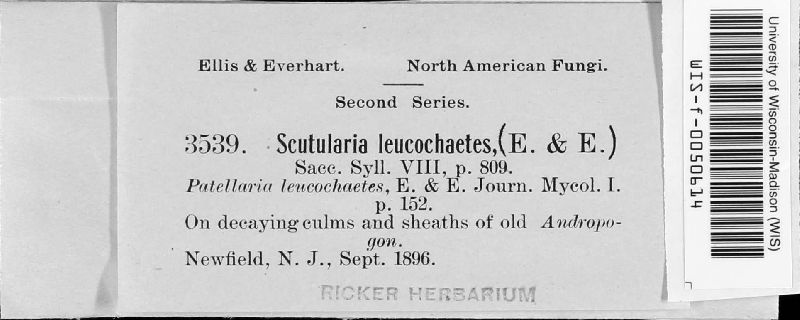 Ellis & Everhart. North American Fungi.
Second Series.
3539. Scutularia leucochaetes, (E. & E.)
Sacc. Syll. VIII, p. 809.
Patellaria leucochaetes, E. & E. Journ. Mycol. I.
p. 152.
On decaying culms and sheaths of old Andropo-
gon.
Newfield, N. J., Sept. 1896.
RICKER HERBARIUM
University of Wisconsin-Madison (WIS)
WIS-f-0050614